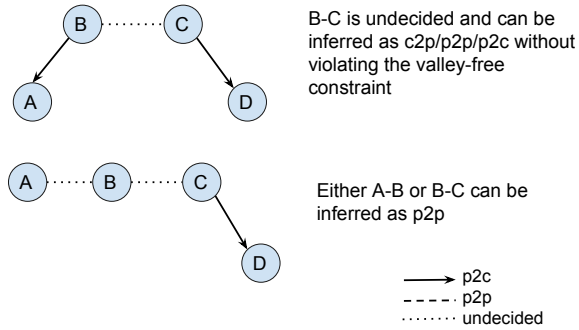 B
C
A
D
B-C is undecided and can be
inferred as c2p/p2p/p2c without
violating the valley-free
constraint
A
B
C
D
Either A-B or B-C can be
inferred as p2p
p2c
p2p
undecided